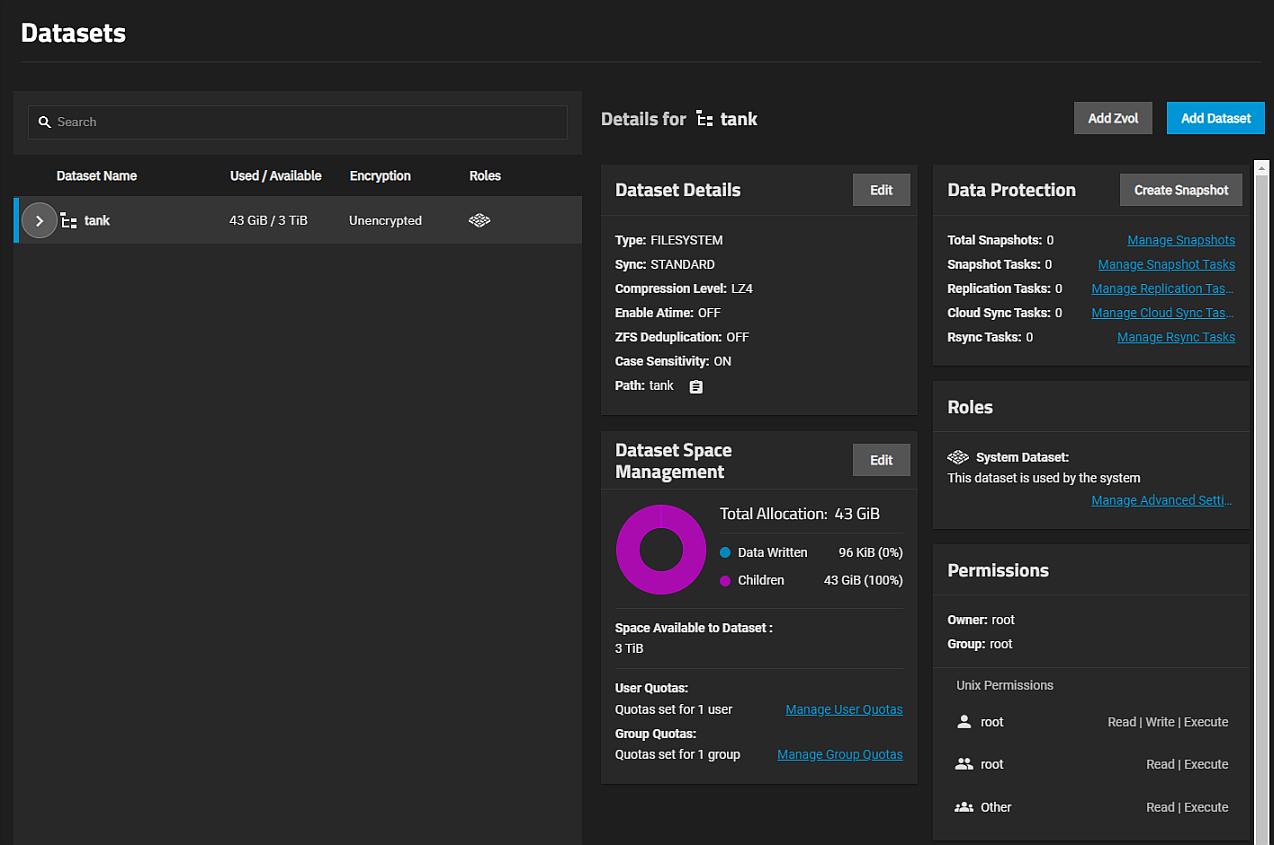 Datasets
Search
Dataset Name Used / Available Encryption Roles
tank 43 GiB / 3 TiB Unencrypted
Details for tank
Add Zvol
Add Dataset
Dataset Details
Edit
Type: FILESYSTEM
Sync: STANDARD
Compression Level: LZ4
Enable Atime: OFF
ZFS Deduplication: OFF
Case Sensitivity: ON
Path: tank
Dataset Space
Management
Edit
Total Allocation: 43 GiB
Data Written 96 KiB (0%)
Children 43 GiB (100%)
Space Available to Dataset :
3 TiB
User Quotas:
Quotas set for 1 user Manage User Quotas
Group Quotas:
Quotas set for 1 group Manage Group Quotas
Data Protection
Create Snapshot
Total Snapshots: 0 Manage Snapshots
Snapshot Tasks: 0 Manage Snapshot Tasks
Replication Tasks: 0 Manage Replication Tas...
Cloud Sync Tasks: 0 Manage Cloud Sync Tas...
Rsync Tasks: 0 Manage Rsync Tasks
Roles
System Dataset:
This dataset is used by the system
Manage Advanced Setti...
Permissions
Owner: root
Group: root
Unix Permissions
root Read | Write | Execute
root Read | Execute
Other Read | Execute